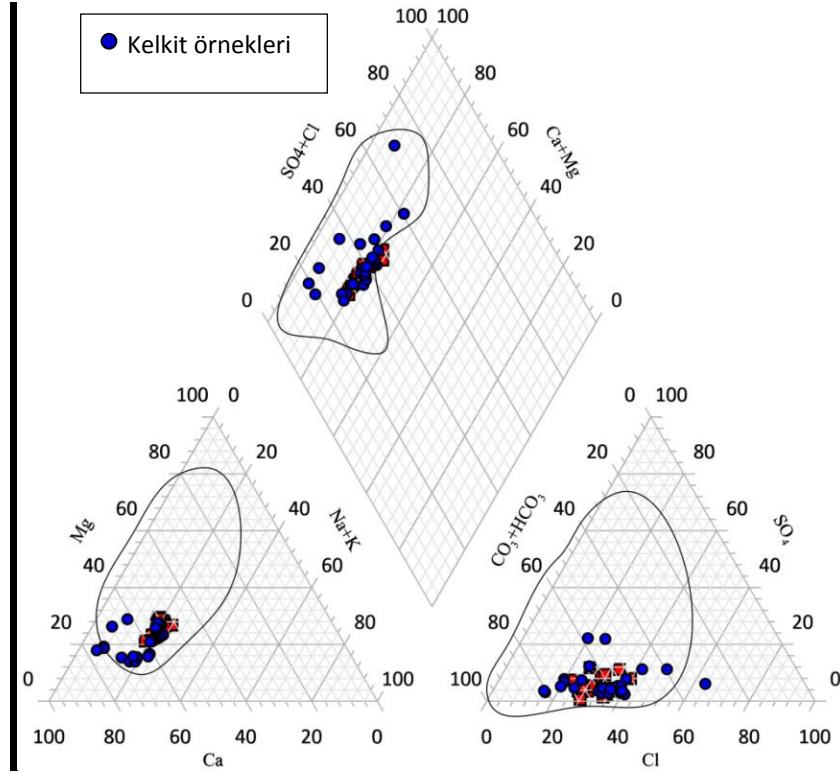 Kelkit örnekleri
100 100
80 80
60 60
40 40
20 20
0 0
SO4+Cl
Ca+Mg
100 0
80 20
60 40
40 60
20 80
0 100
Mg
Na+K
100 80 60 40 20 0
Ca
0 100
20 80
40 60
60 40
80 20
100 0
CO₃+HCO₃
SO₄
0 20 40 60 80 100
Cl